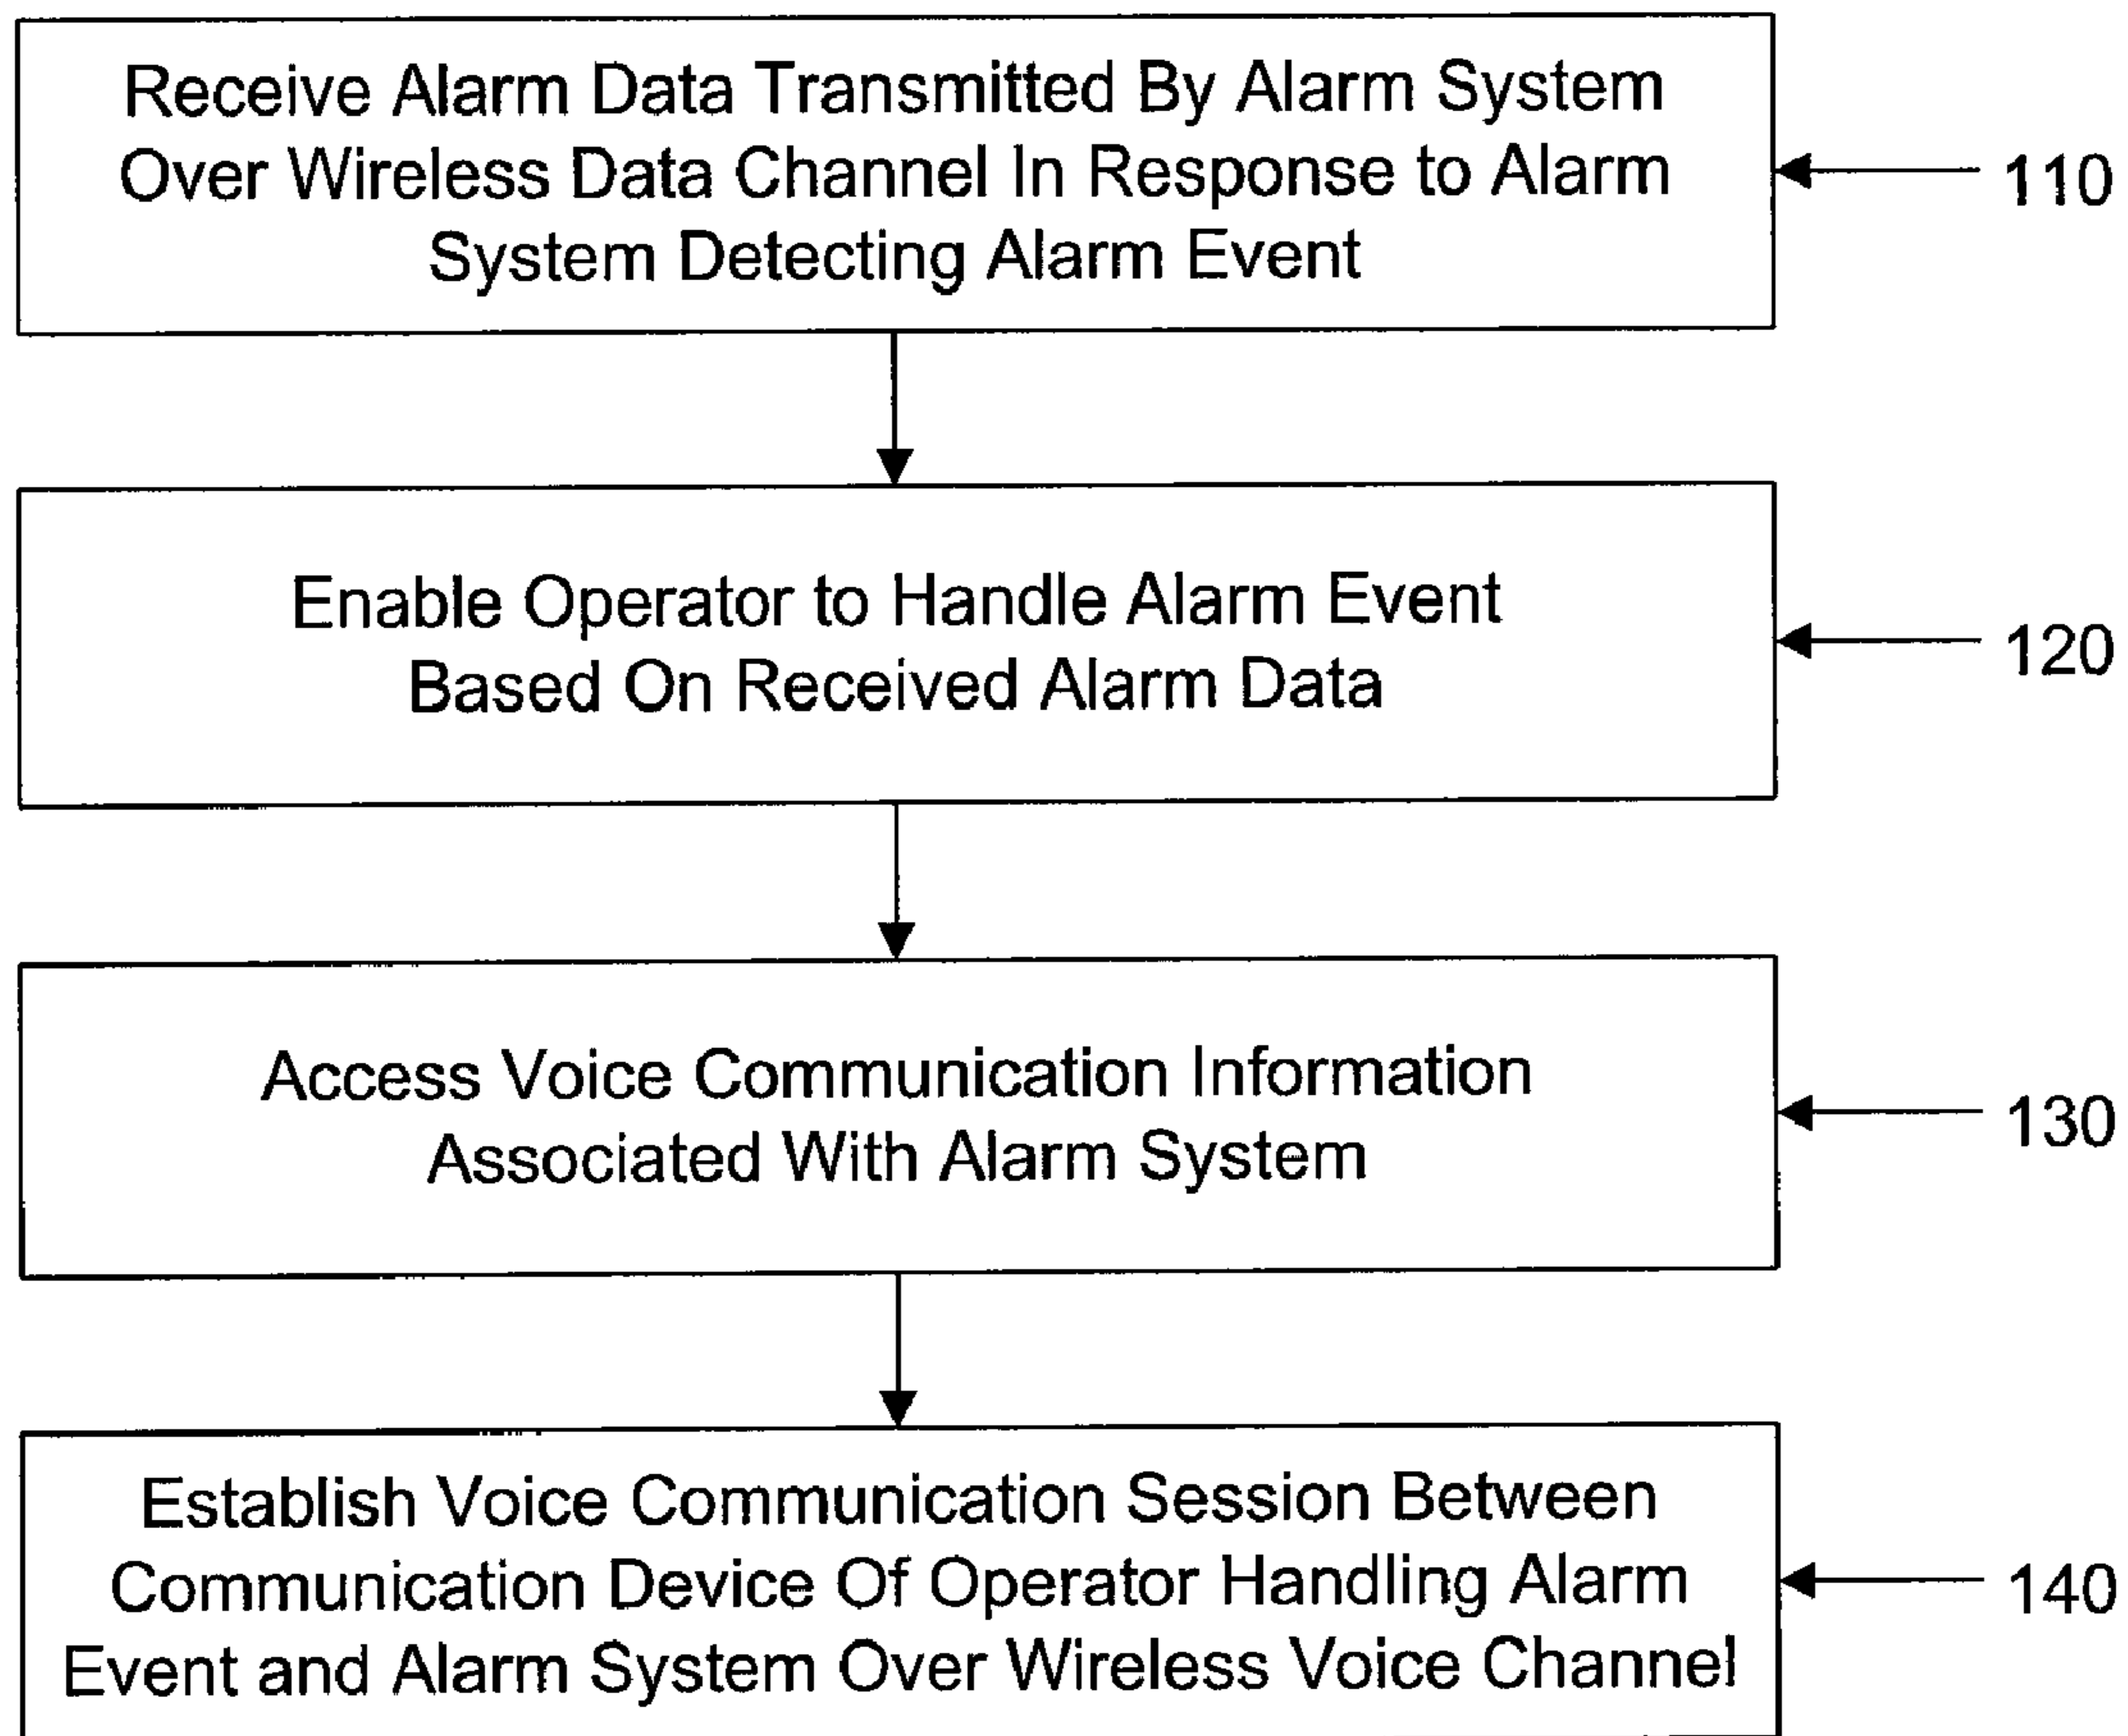 Receive Alarm Data Transmitted By Alarm System
Over Wireless Data Channel In Response to Alarm
System Detecting Alarm Event
110
Enable Operator to Handle Alarm Event
Based On Received Alarm Data
120
Access Voice Communication Information
Associated With Alarm System
130
Establish Voice Communication Session Between
Communication Device Of Operator Handling Alarm
Event and Alarm System Over Wireless Voice Channel
140